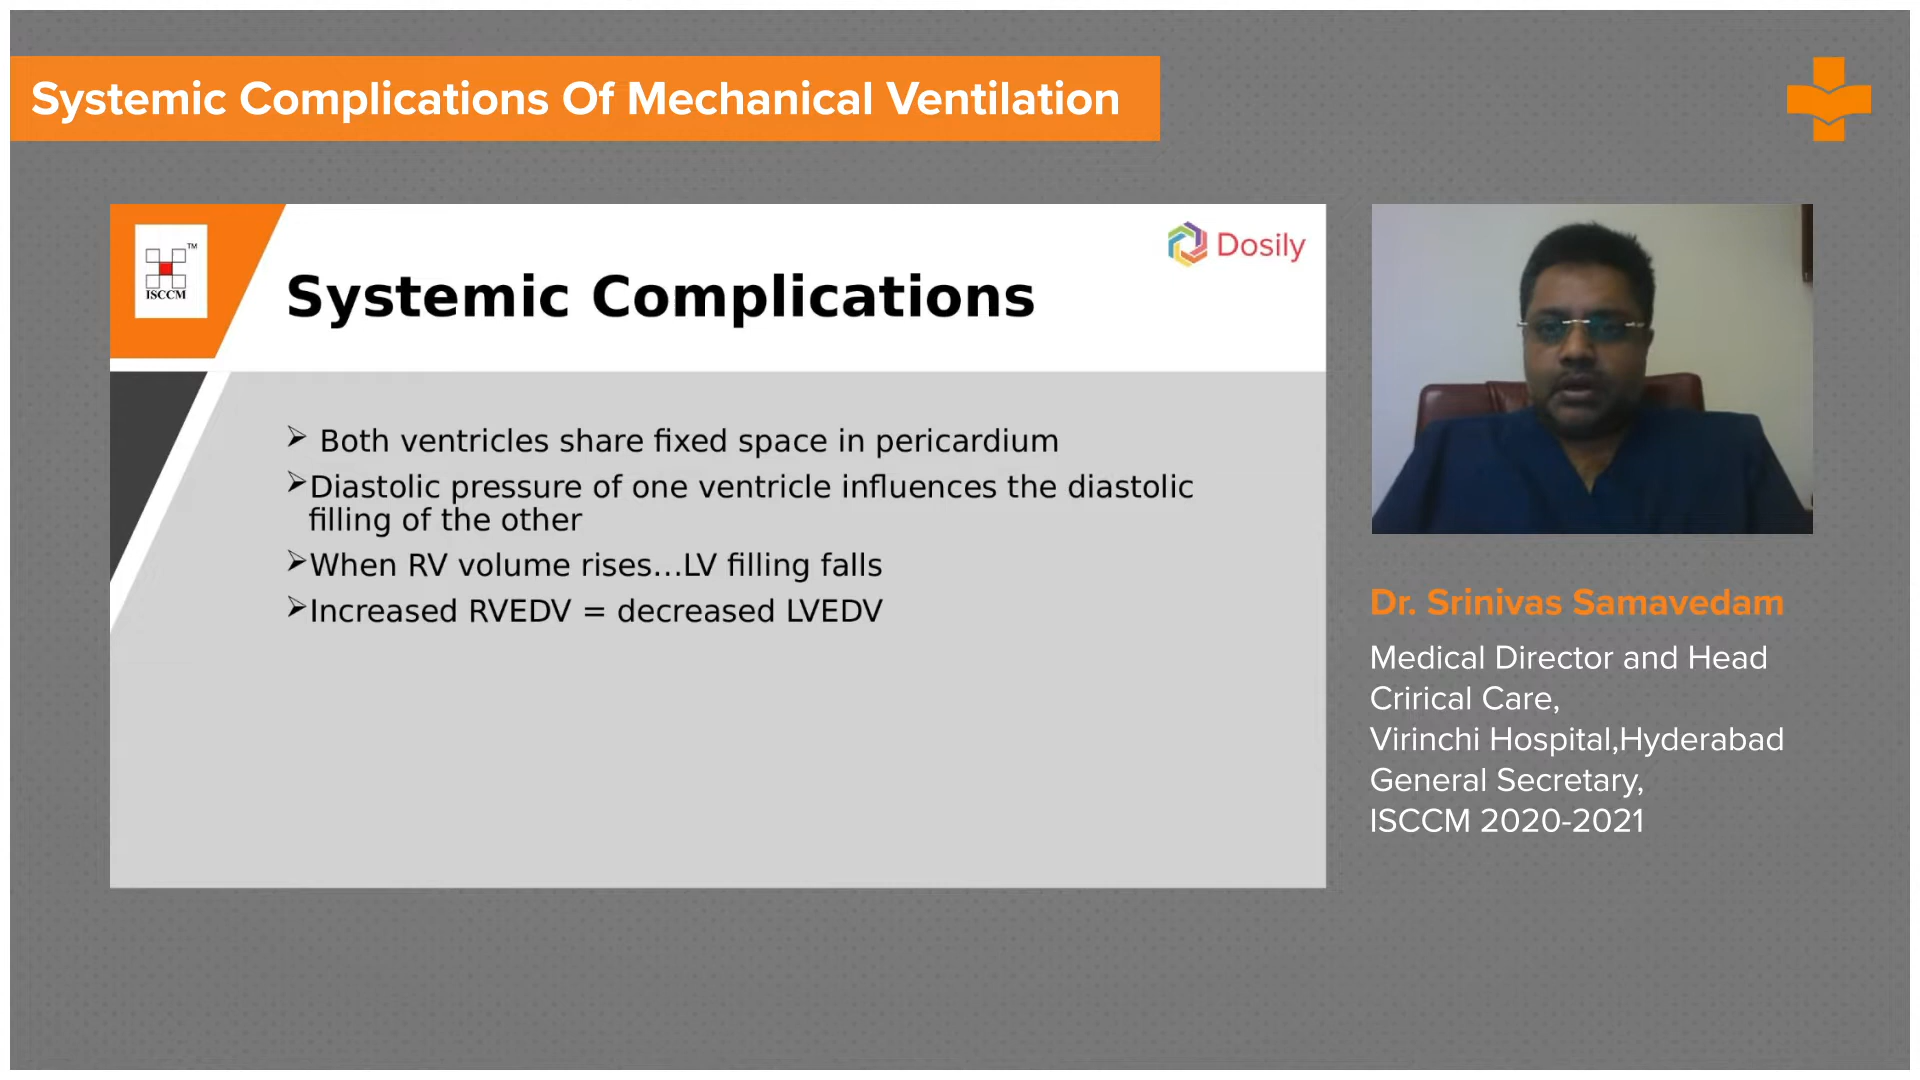 Systemic Complications Of Mechanical Ventilation
TM
ISCCM
Dosily
Systemic Complications
➢ Both ventricles share fixed space in pericardium
➢Diastolic pressure of one ventricle influences the diastolic
filling of the other
➢When RV volume rises...LV filling falls
➢Increased RVEDV = decreased LVEDV
Dr. Srinivas Samavedam
Medical Director and Head
Crirical Care,
Virinchi Hospital,Hyderabad
General Secretary,
ISCCM 2020-2021